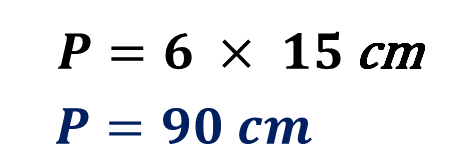 P = 6 × 15 cm
P = 90 cm